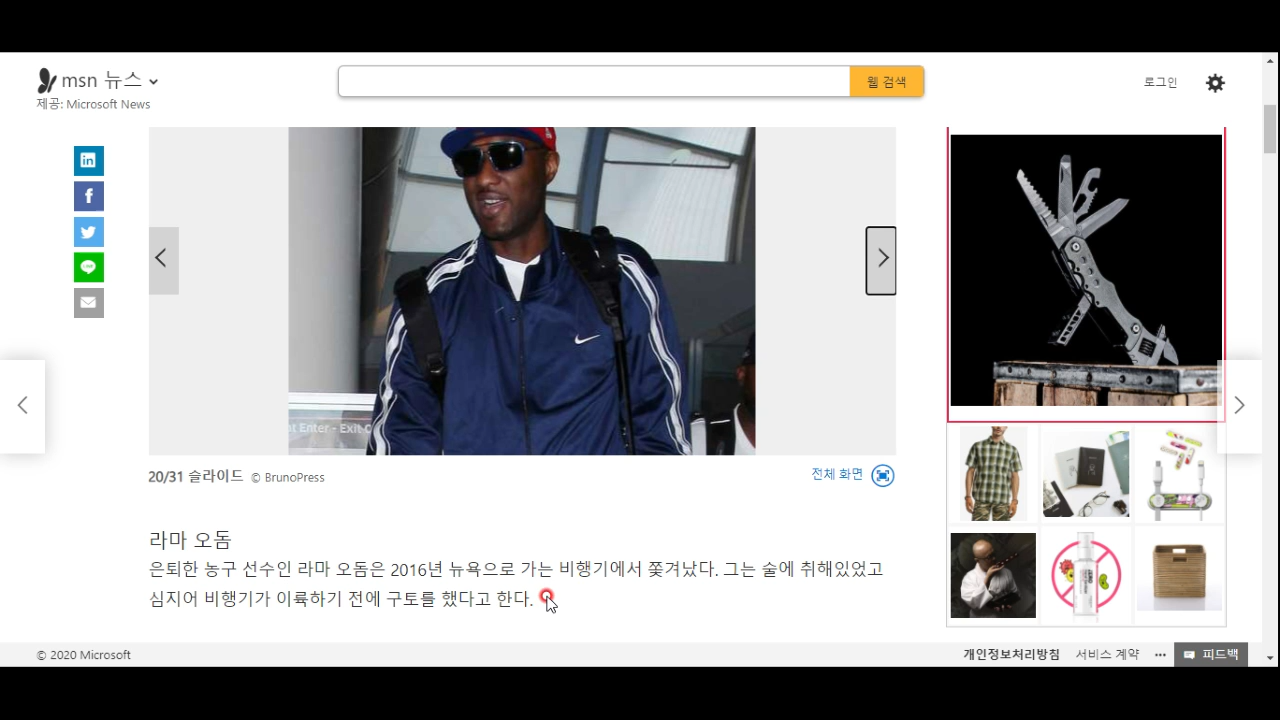 msn 뉴스
제공: Microsoft News
웹 검색
로그인
in
f
at Enter - Exit O
20/31 슬라이드 © BrunoPress
전체 화면
라마 오돔
은퇴한 농구 선수인 라마 오돔은 2016년 뉴욕으로 가는 비행기에서 쫓겨났다. 그는 술에 취해있었고
심지어 비행기가 이륙하기 전에 구토를 했다고 한다.
© 2020 Microsoft
개인정보처리방침 서비스 계약 ... 피드백